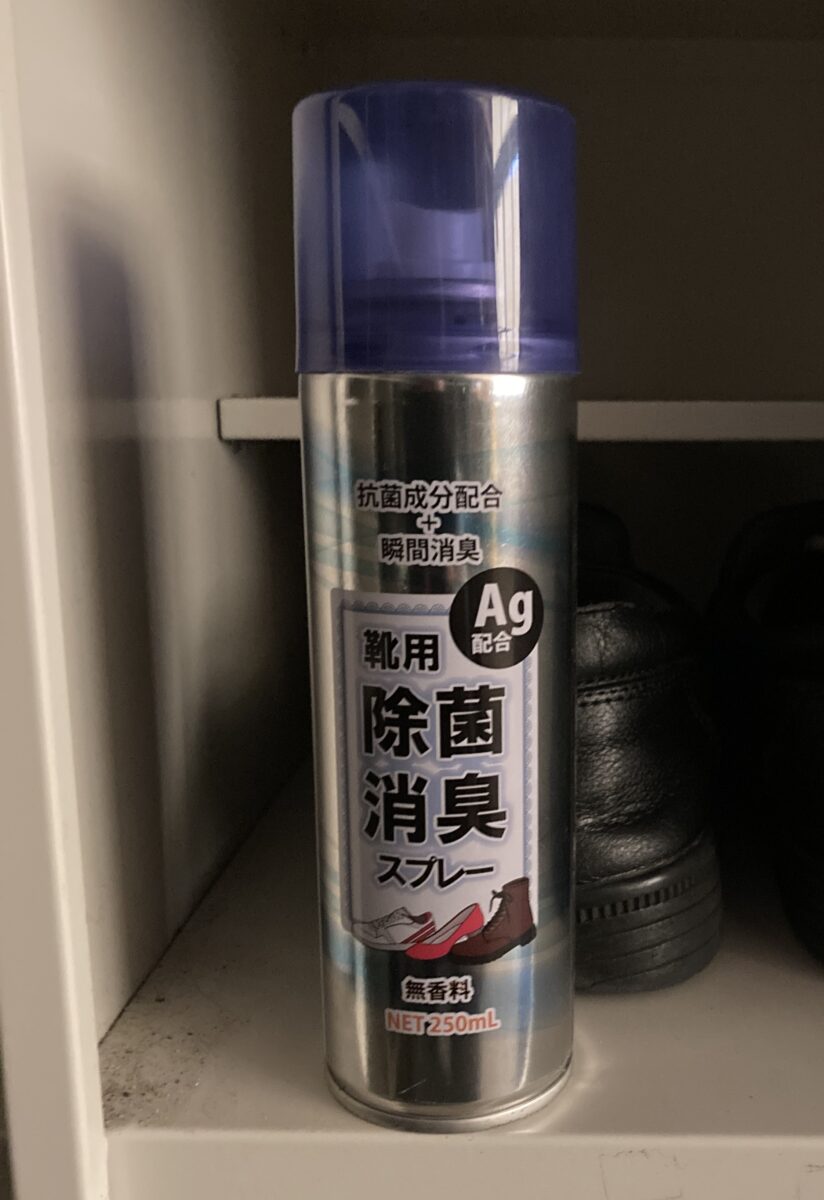 抗菌成分配合
+
瞬間消臭
Ag
配合
靴用
除菌
消臭
スプレー
無香料
NET 250mL